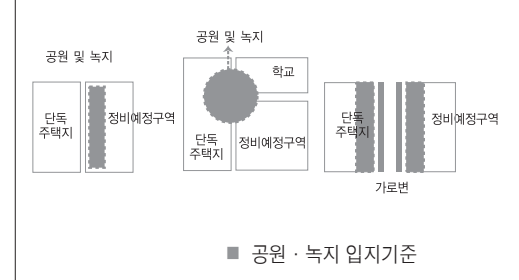 공원 및 녹지
단독
주택지
정비예정구역
공원 및 녹지
학교
단독
주택지
정비예정구역
단독
주택지
정비예정구역
가로변
■ 공원 · 녹지 입지기준